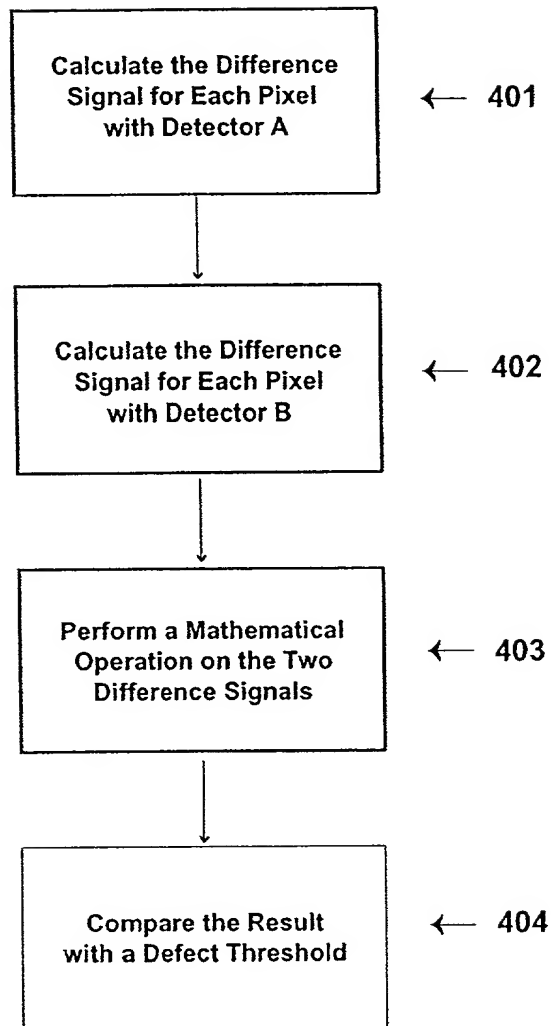 Calculate the Difference
Signal for Each Pixel
with Detector A
← 401
Calculate the Difference
Signal for Each Pixel
with Detector B
← 402
Perform a Mathematical
Operation on the Two
Difference Signals
← 403
Compare the Result
with a Defect Threshold
← 404